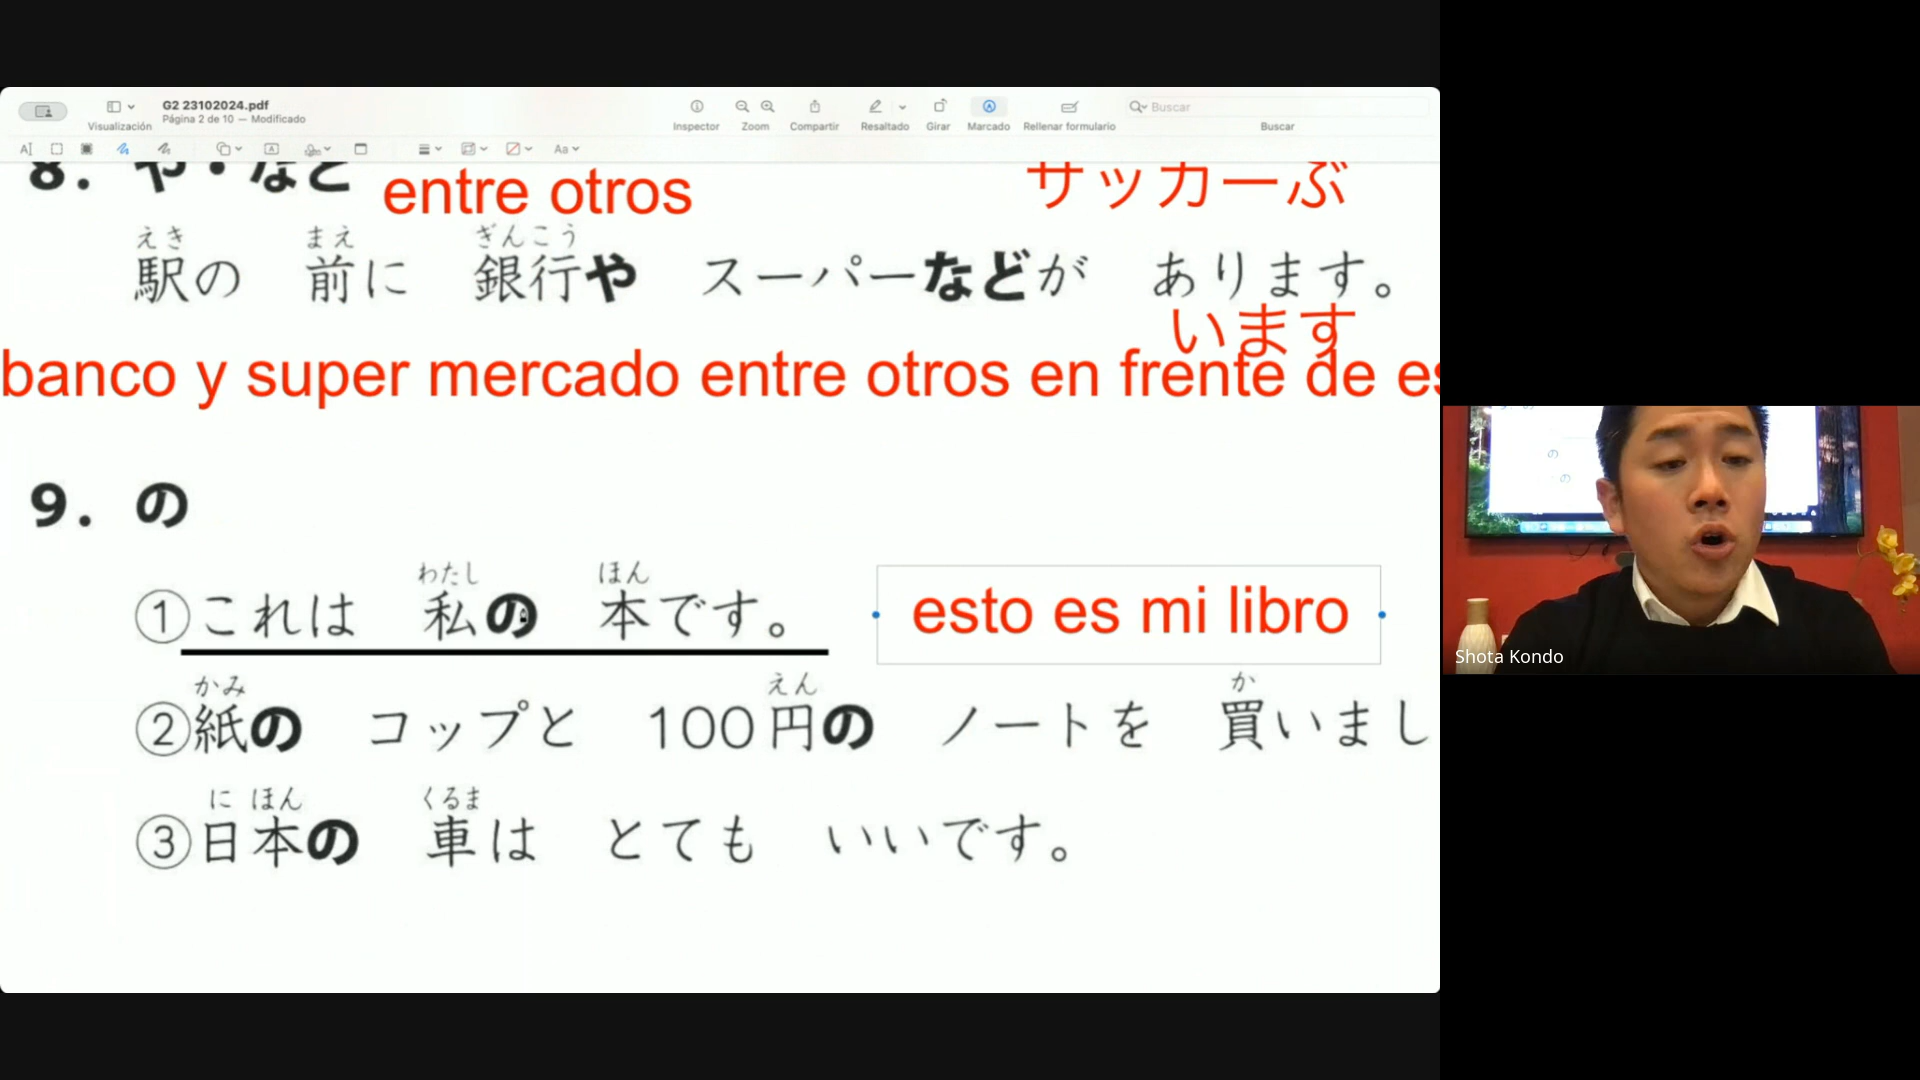 G2 23102024.pdf
Página 2 de 10 — Modificado
Visualización
Inspector
Zoom
Compartir
Resaltado
Girar
Marcado
Rellenar formulario
Buscar
Buscar
Aa
8. や・など entre otros サッカーぶ
えき まえ ぎんこう
駅の 前に 銀行や スーパーなどが あります。
います
banco y super mercado entre otros en frente de es
9. の
わたし ほん
①これは 私の 本です。 esto es mi libro
かみ えん か
②紙の コップと 100円の ノートを 買いまし
に ほん くるま
③日本の 車は とても いいです。
Shota Kondo